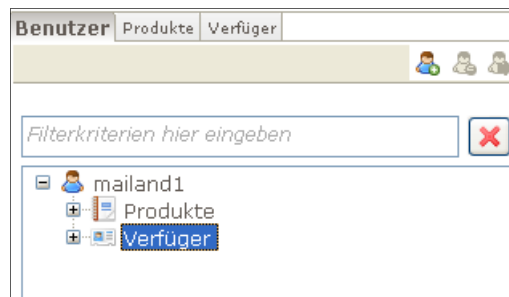 Benutzer Produkte Verfüger
Filterkriterien hier eingeben
mailand1
Produkte
Verfüger